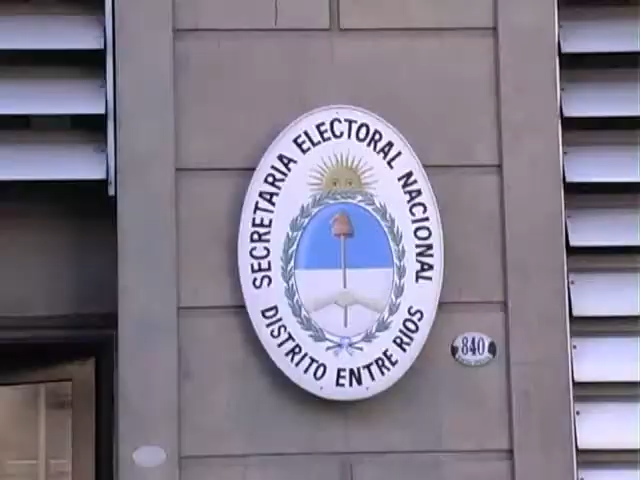 SECRETARIA ELECTORAL NACIONAL
DISTRITO ENTRE RIOS
840